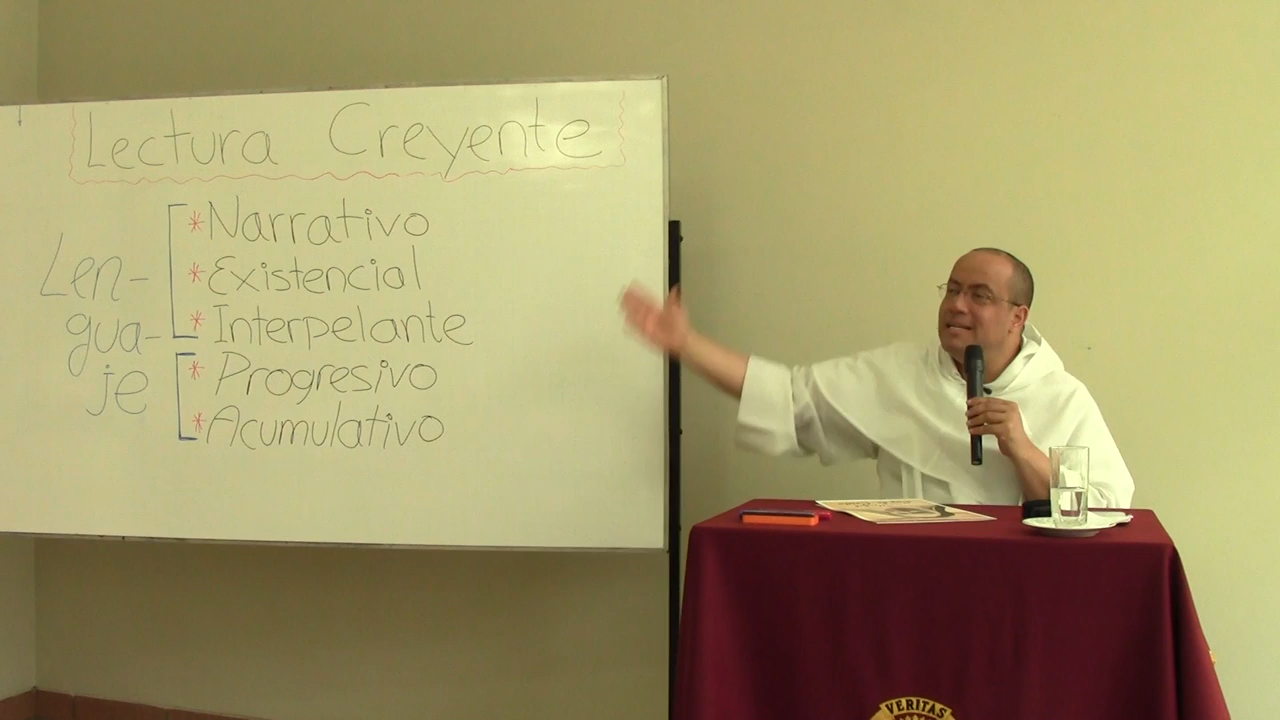 Lectura Creyente
Len-
gua-
je
* Narrativo
* Existencial
* Interpelante
* Progresivo
* Acumulativo
VERITAS